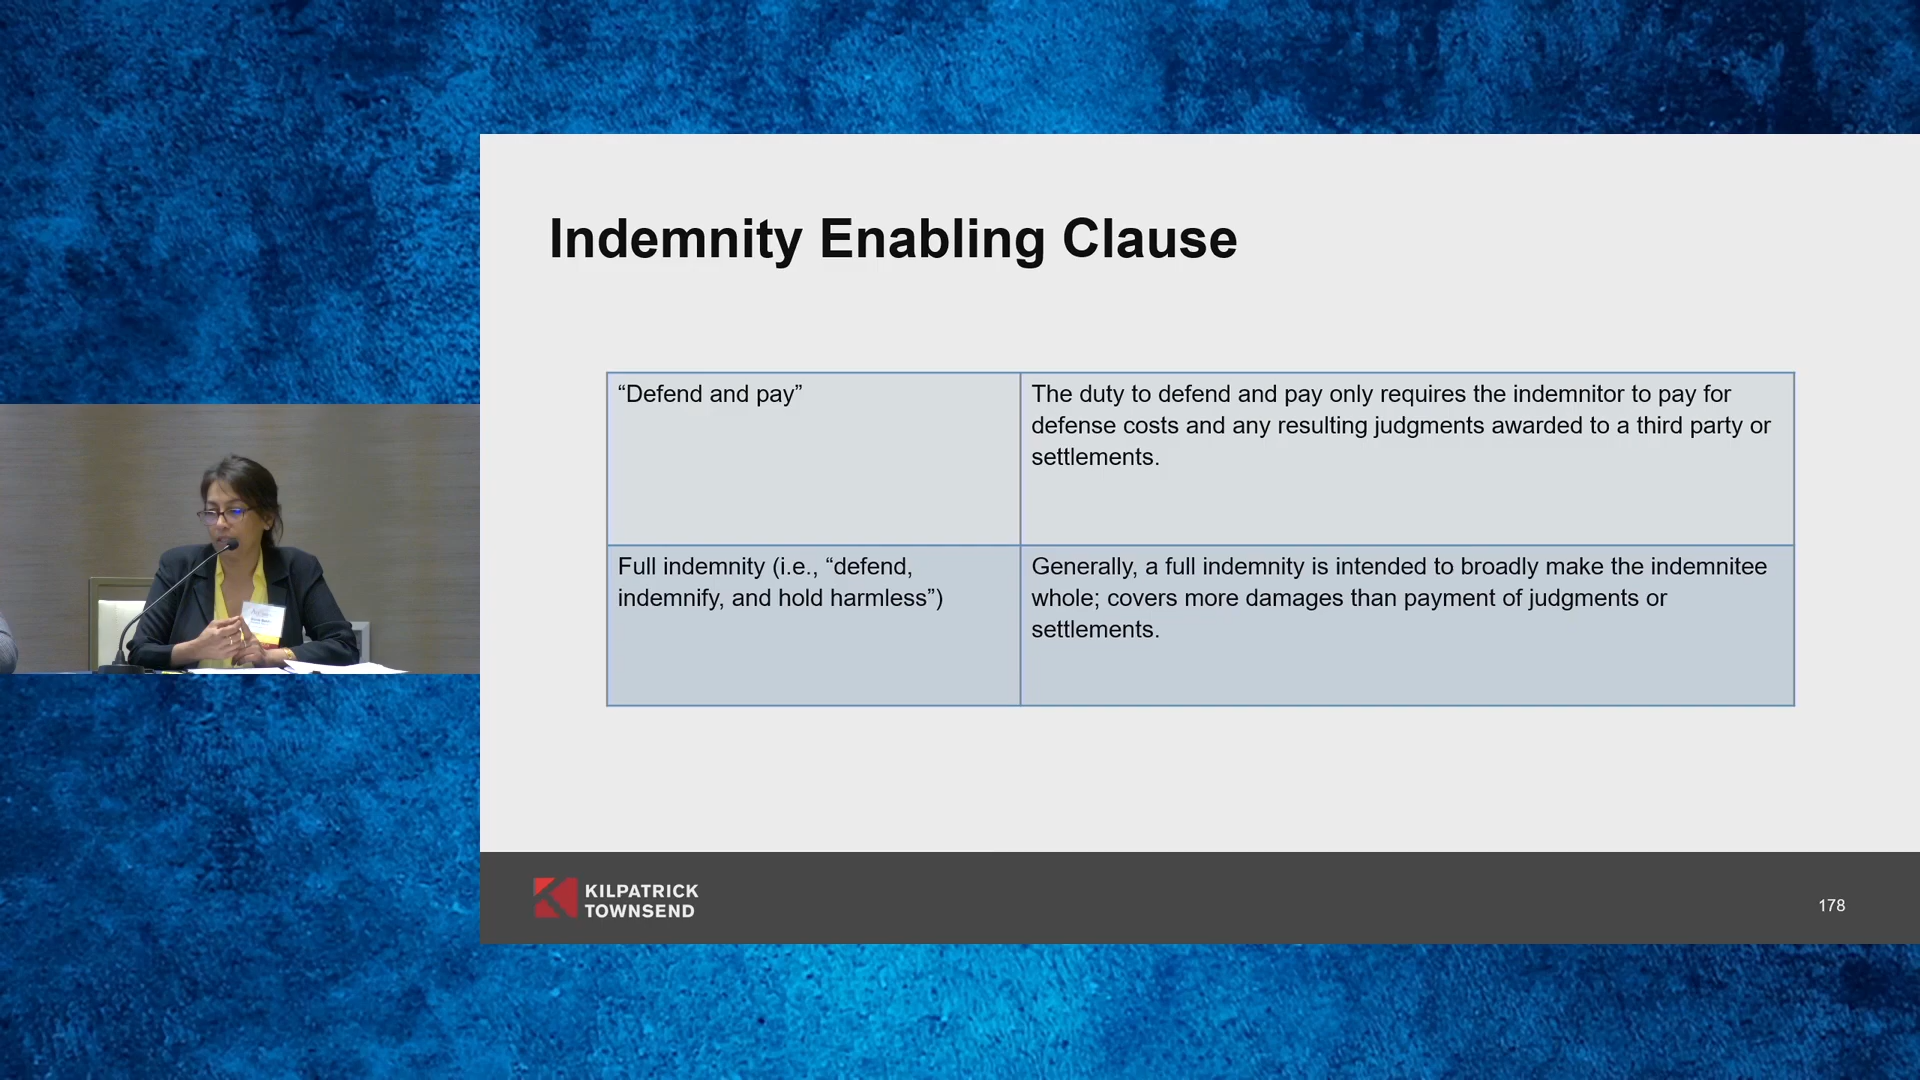 Indemnity Enabling Clause
“Defend and pay”
The duty to defend and pay only requires the indemnitor to pay for
defense costs and any resulting judgments awarded to a third party or
settlements.
Full indemnity (i.e., “defend,
indemnify, and hold harmless”)
Generally, a full indemnity is intended to broadly make the indemnitee
whole; covers more damages than payment of judgments or
settlements.
KILPATRICK
TOWNSEND
178